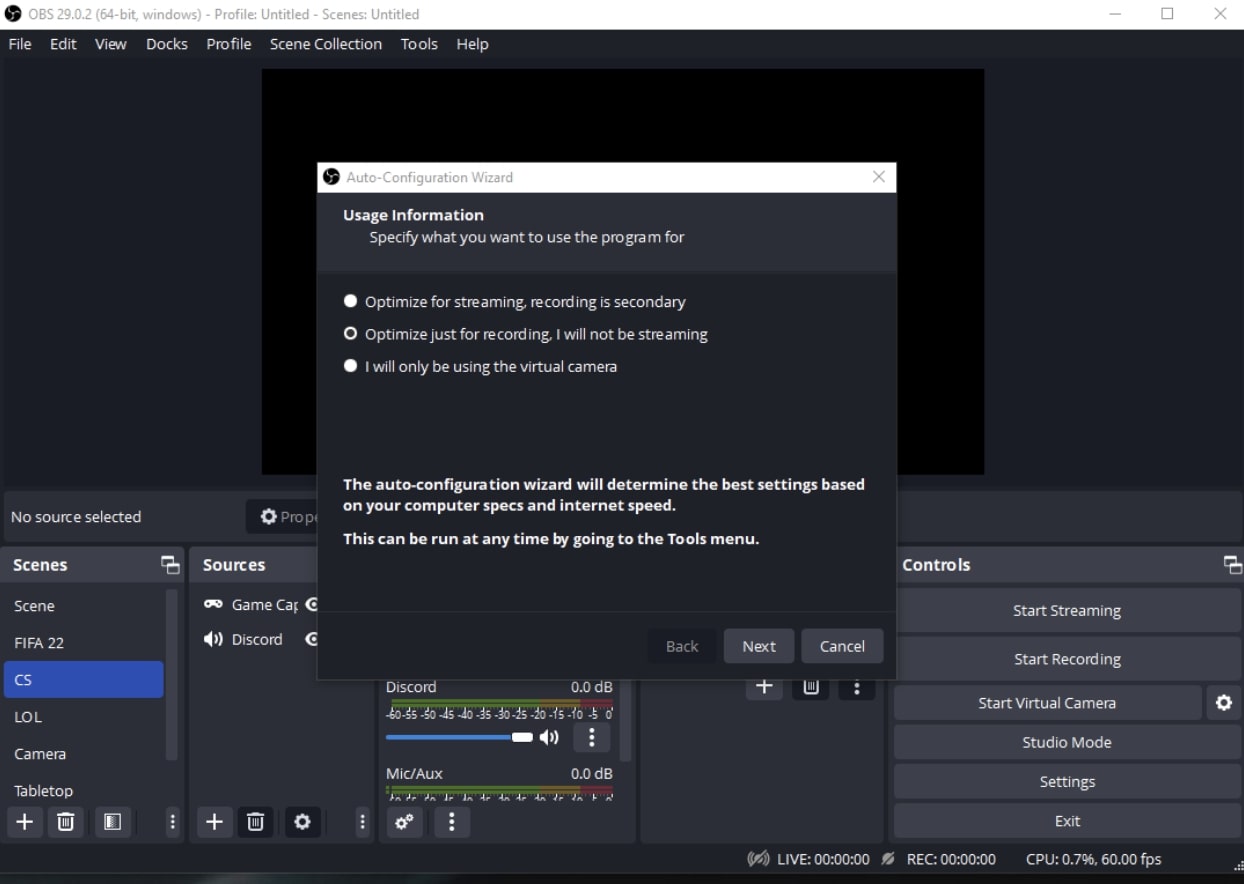 OBS 29.0.2 (64-bit, windows) - Profile: Untitled - Scenes: Untitled
File Edit View Docks Profile Scene Collection Tools Help
Auto-Configuration Wizard
Usage Information
Specify what you want to use the program for
Optimize for streaming, recording is secondary
Optimize just for recording, I will not be streaming
I will only be using the virtual camera
The auto-configuration wizard will determine the best settings based
on your computer specs and internet speed.
This can be run at any time by going to the Tools menu.
Back Next Cancel
No source selected
Prope
Scenes
Scene
FIFA 22
CS
LOL
Camera
Tabletop
Sources
Game Cap
Discord
Discord 0.0 dB
-60 -55 -50 -45 -40 -35 -30 -25 -20 -15 -10 -5 0
Mic/Aux 0.0 dB
Controls
Start Streaming
Start Recording
Start Virtual Camera
Studio Mode
Settings
Exit
LIVE: 00:00:00 REC: 00:00:00 CPU: 0.7%, 60.00 fps